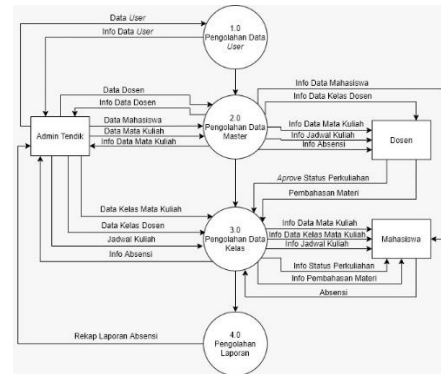 Data User
Info Data User
1.0
Pengolahan Data
User
Data Dosen
Info Data Dosen
Data Mahasiswa
Data Mata Kuliah
Info Data Mata Kuliah
Admin Tendik
2.0
Pengolahan Data
Master
Info Data Mahasiswa
Info Data Kelas Dosen
Info Data Mata Kuliah
Info Jadwal Kuliah
Info Absensi
Dosen
Aprove Status Perkuliahan
Pembahasan Materi
Data Kelas Mata Kuliah
Data Kelas Dosen
Jadwal Kuliah
Info Absensi
3.0
Pengolahan Data
Kelas
Info Data Mata Kuliah
Info Data Kelas Mata Kuliah
Info Jadwal Kuliah
Info Status Perkuliahan
Info Pembahasan Materi
Absensi
Mahasiswa
Rekap Laporan Absensi
4.0
Pengolahan
Laporan